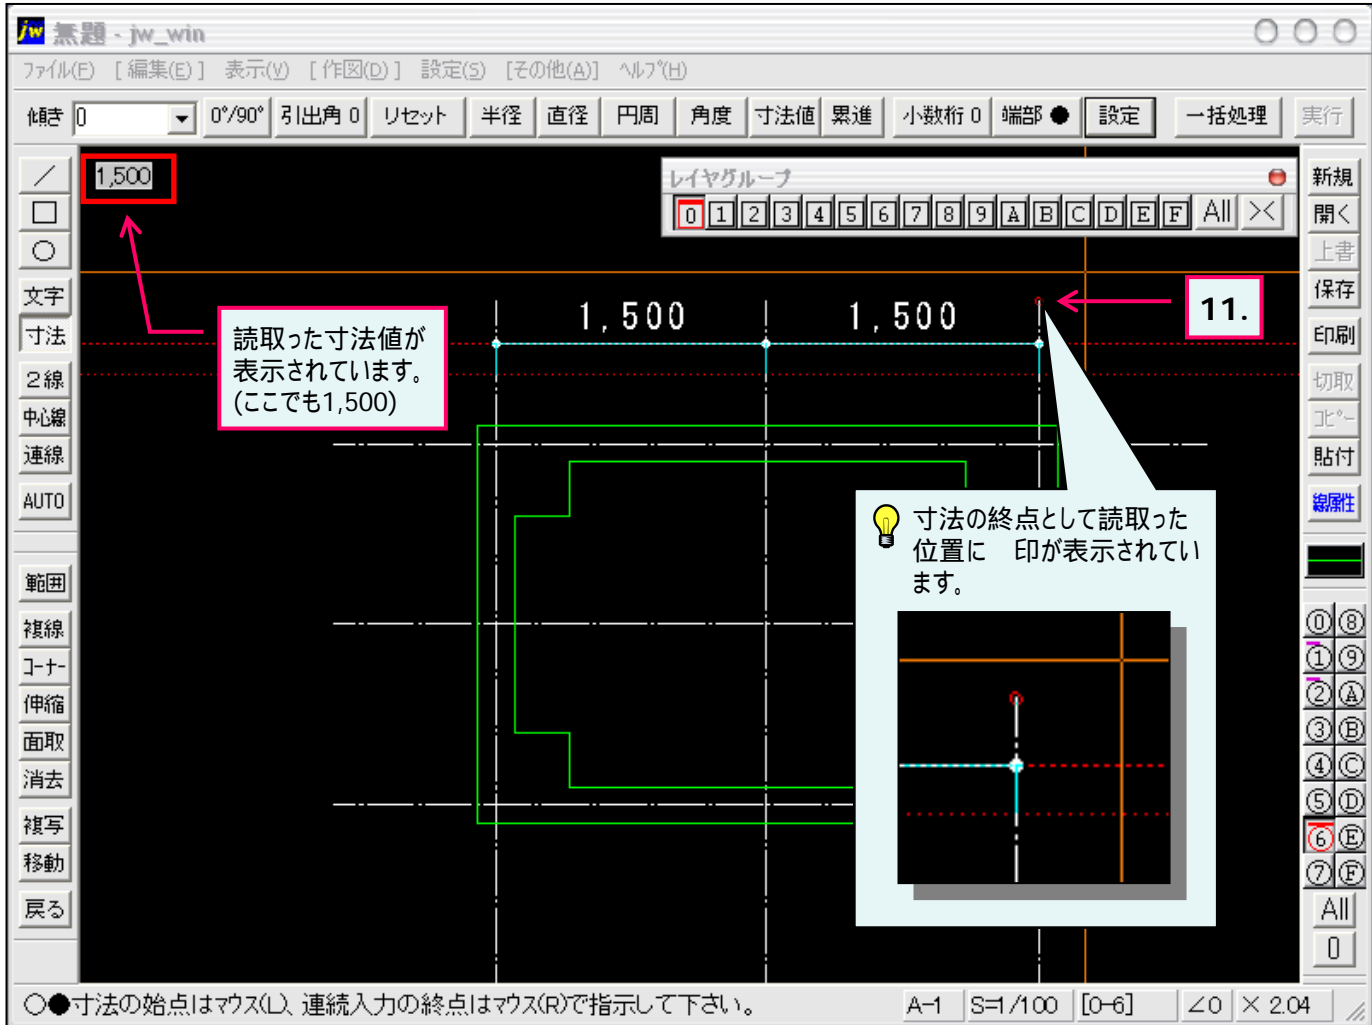 jw 無題 - jw_win
ファイル(F) [編集(E)] 表示(V) [作図(D)] 設定(S) [その他(A)] ヘルプ(H)
傾き 0 0°/90° 引出角 0 リセット 半径 直径 円周 角度 寸法値 累進 小数桁 0 端部 ● 設定 一括処理 実行
1,500
レイヤグループ
0 1 2 3 4 5 6 7 8 9 A B C D E F All ×
／
□
○
文字
寸法
2線
中心線
連線
AUTO
範囲
複線
コーナー
伸縮
面取
消去
複写
移動
戻る
1,500 1,500
11.
読取った寸法値が
表示されています。
(ここでも1,500)
寸法の終点として読取った
位置に 印が表示されてい
ます。
新規
開く
上書
保存
印刷
切取
コピー
貼付
線属性
0 8
1 9
2 A
3 B
4 C
5 D
6 E
7 F
All
0
○●寸法の始点はマウス(L)、連続入力の終点はマウス(R)で指示して下さい。 A-1 S=1/100 [0-6] ∠0 × 2.04